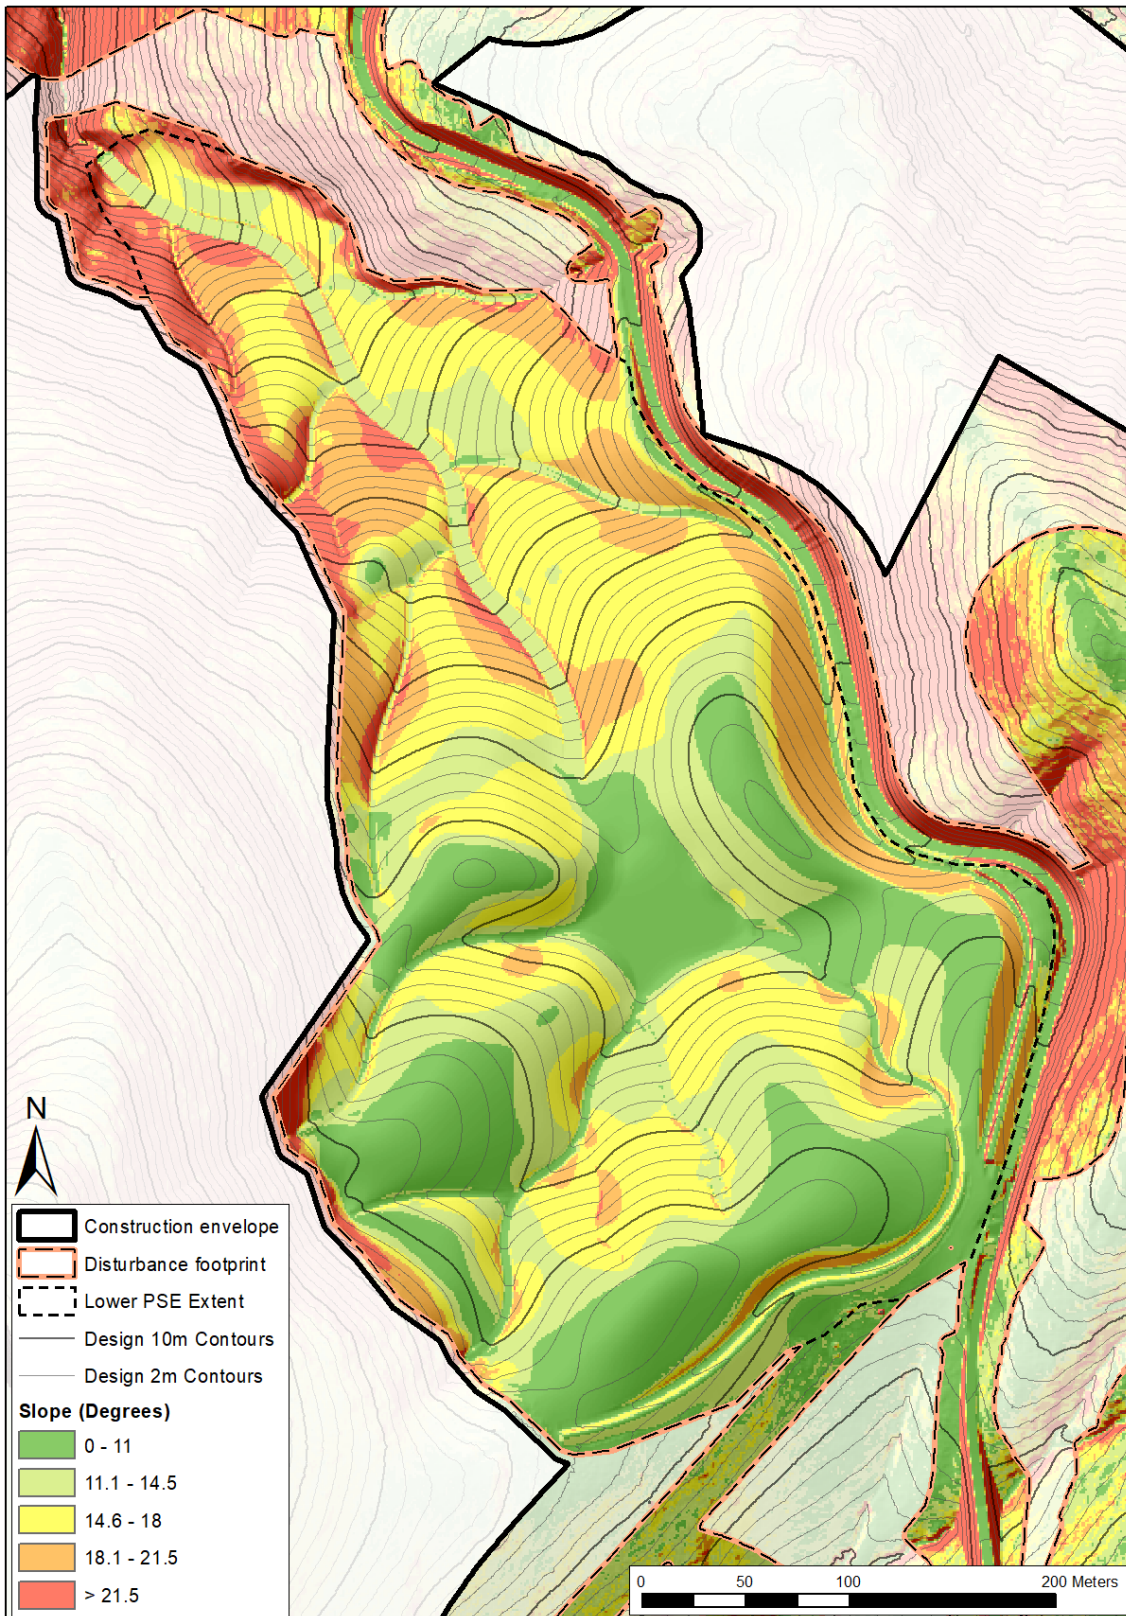 N
Construction envelope
Disturbance footprint
Lower PSE Extent
Design 10m Contours
Design 2m Contours
Slope (Degrees)
0 - 11
11.1 - 14.5
14.6 - 18
18.1 - 21.5
> 21.5
0 50 100 200 Meters